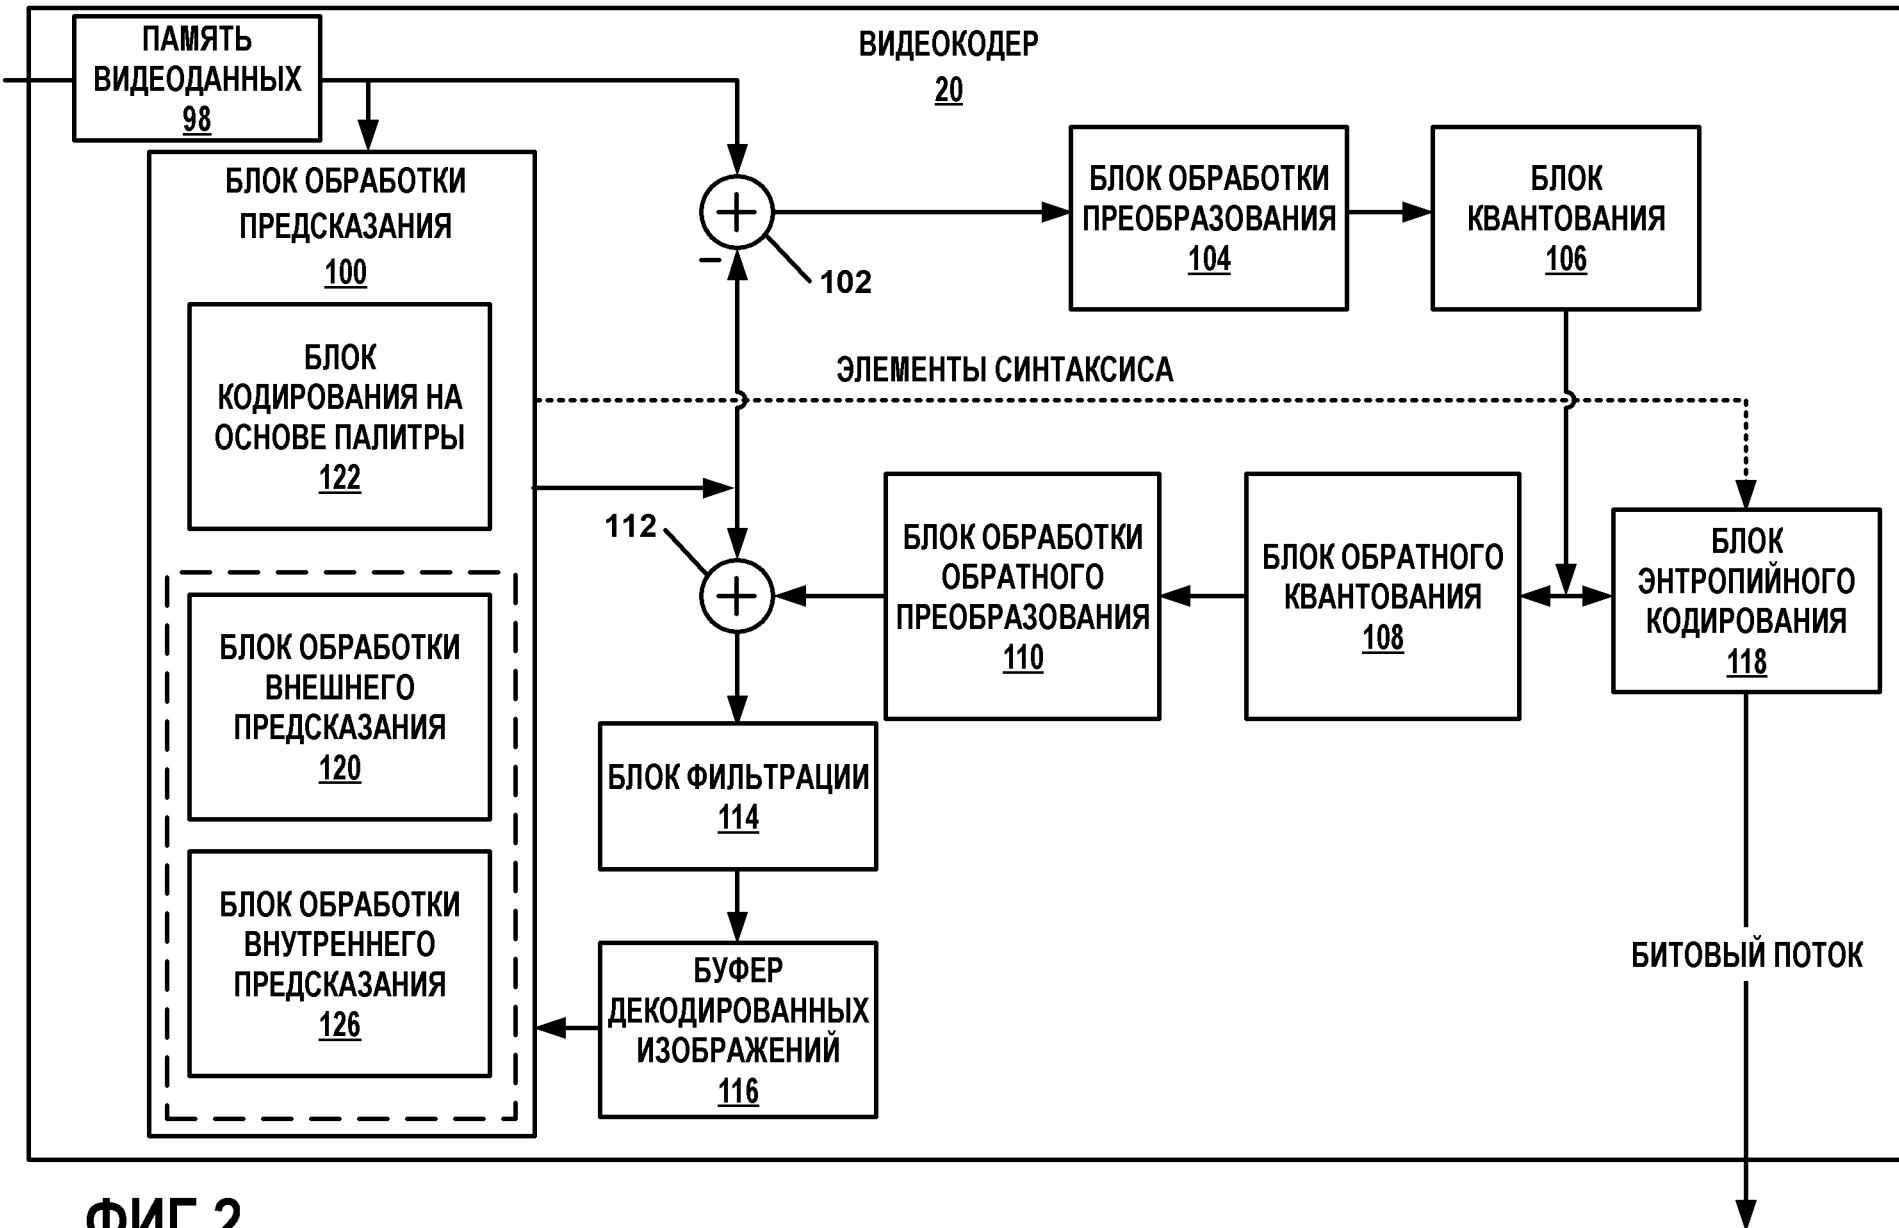 ПАМЯТЬ
ВИДЕОДАННЫХ
98
ВИДЕОКОДЕР
20
БЛОК ОБРАБОТКИ
ПРЕДСКАЗАНИЯ
100
БЛОК ОБРАБОТКИ
ПРЕОБРАЗОВАНИЯ
104
БЛОК
КВАНТОВАНИЯ
106
–
102
БЛОК
КОДИРОВАНИЯ НА
ОСНОВЕ ПАЛИТРЫ
122
ЭЛЕМЕНТЫ СИНТАКСИСА
112
БЛОК ОБРАБОТКИ
ОБРАТНОГО
ПРЕОБРАЗОВАНИЯ
110
БЛОК ОБРАТНОГО
КВАНТОВАНИЯ
108
БЛОК
ЭНТРОПИЙНОГО
КОДИРОВАНИЯ
118
БЛОК ОБРАБОТКИ
ВНЕШНЕГО
ПРЕДСКАЗАНИЯ
120
БЛОК ФИЛЬТРАЦИИ
114
БЛОК ОБРАБОТКИ
ВНУТРЕННЕГО
ПРЕДСКАЗАНИЯ
126
БУФЕР
ДЕКОДИРОВАННЫХ
ИЗОБРАЖЕНИЙ
116
БИТОВЫЙ ПОТОК
ФИГ.2